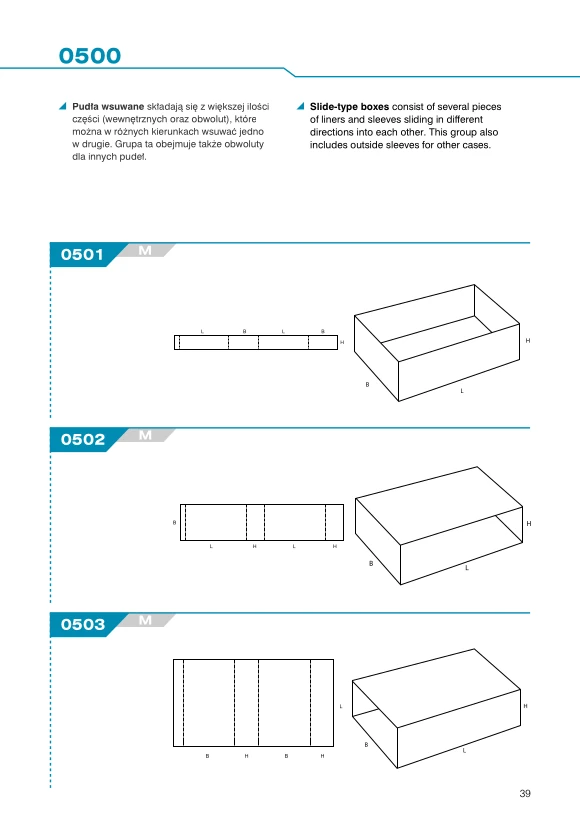 0500
Pudła wsuwane składają się z większej ilości
części (wewnętrznych oraz obwolut), które
można w różnych kierunkach wsuwać jedno
w drugie. Grupa ta obejmuje także obwoluty
dla innych pudeł.
Slide-type boxes consist of several pieces
of liners and sleeves sliding in different
directions into each other. This group also
includes outside sleeves for other cases.
0501 M
L B L B
H
H
B
L
0502 M
B
L H L H
H
B
L
0503 M
L
B H B H
H
B
L
39